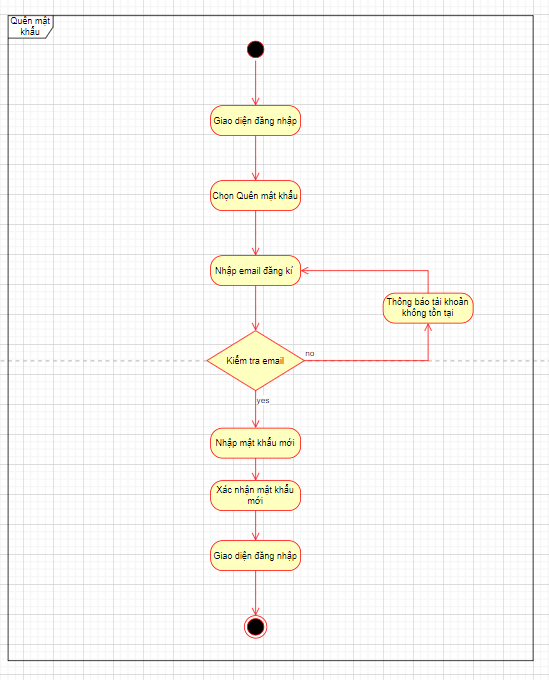 Quên mật
khẩu
Giao diện đăng nhập
Chọn Quên mật khẩu
Nhập email đăng kí
Thông báo tài khoản
không tồn tại
Kiểm tra email
no
yes
Nhập mật khẩu mới
Xác nhận mật khẩu
mới
Giao diện đăng nhập